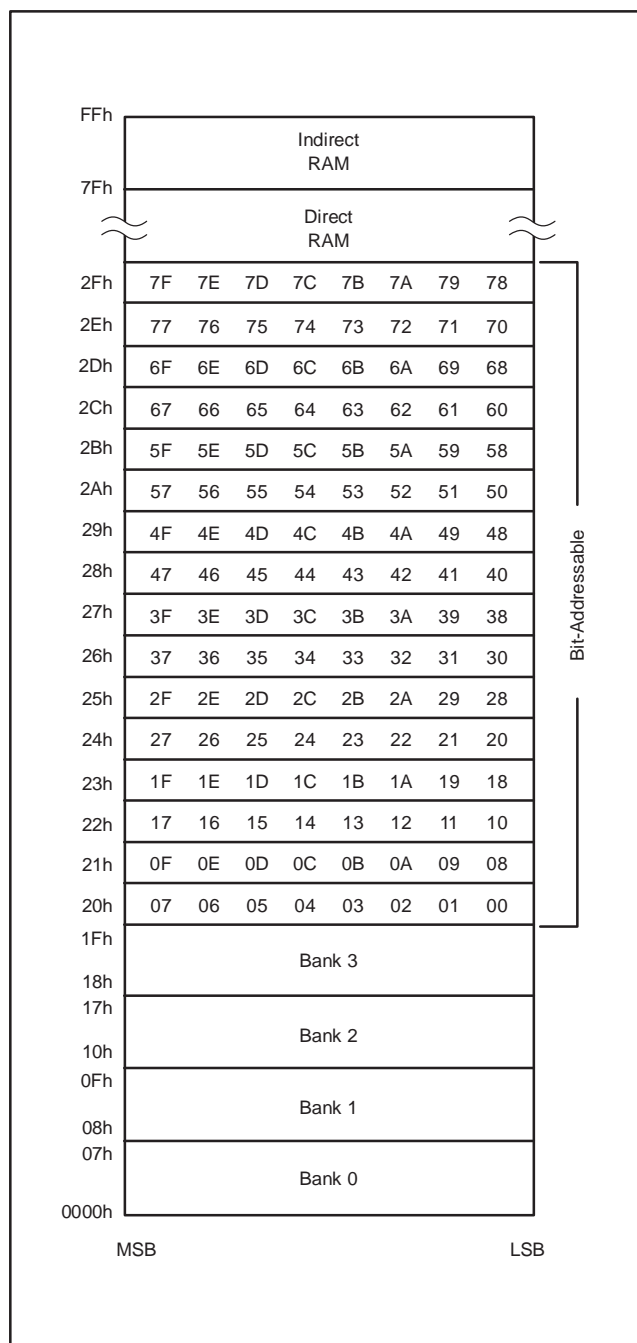 FFh
Indirect
RAM
7Fh
Direct
RAM
2Fh 7F 7E 7D 7C 7B 7A 79 78
2Eh 77 76 75 74 73 72 71 70
2Dh 6F 6E 6D 6C 6B 6A 69 68
2Ch 67 66 65 64 63 62 61 60
2Bh 5F 5E 5D 5C 5B 5A 59 58
2Ah 57 56 55 54 53 52 51 50
29h 4F 4E 4D 4C 4B 4A 49 48
28h 47 46 45 44 43 42 41 40
27h 3F 3E 3D 3C 3B 3A 39 38
26h 37 36 35 34 33 32 31 30
25h 2F 2E 2D 2C 2B 2A 29 28
24h 27 26 25 24 23 22 21 20
23h 1F 1E 1D 1C 1B 1A 19 18
22h 17 16 15 14 13 12 11 10
21h 0F 0E 0D 0C 0B 0A 09 08
20h 07 06 05 04 03 02 01 00
Bit-Addressable
1Fh
Bank 3
18h
17h
Bank 2
10h
0Fh
Bank 1
08h
07h
Bank 0
0000h
MSB LSB